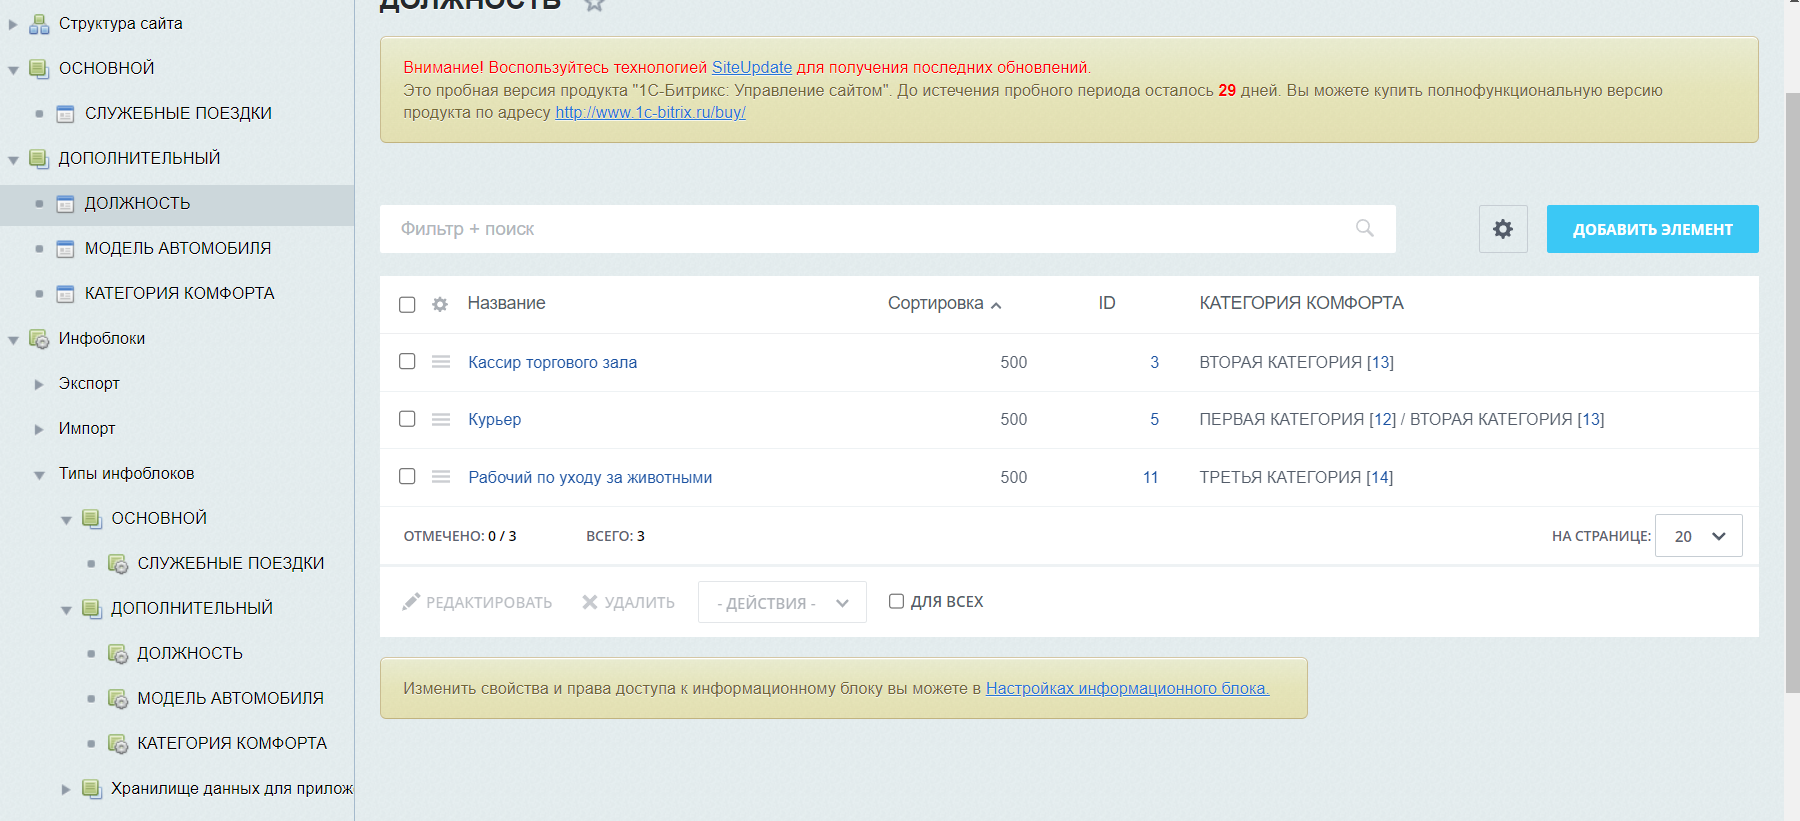 ДОЛЖНОСТЬ
Структура сайта
ОСНОВНОЙ
СЛУЖЕБНЫЕ ПОЕЗДКИ
ДОПОЛНИТЕЛЬНЫЙ
ДОЛЖНОСТЬ
МОДЕЛЬ АВТОМОБИЛЯ
КАТЕГОРИЯ КОМФОРТА
Инфоблоки
Экспорт
Импорт
Типы инфоблоков
ОСНОВНОЙ
СЛУЖЕБНЫЕ ПОЕЗДКИ
ДОПОЛНИТЕЛЬНЫЙ
ДОЛЖНОСТЬ
МОДЕЛЬ АВТОМОБИЛЯ
КАТЕГОРИЯ КОМФОРТА
Хранилище данных для прилож
Внимание! Воспользуйтесь технологией SiteUpdate для получения последних обновлений.
Это пробная версия продукта "1С-Битрикс: Управление сайтом". До истечения пробного периода осталось 29 дней. Вы можете купить полнофункциональную версию
продукта по адресу http://www.1c-bitrix.ru/buy/
Фильтр + поиск
ДОБАВИТЬ ЭЛЕМЕНТ
Название Сортировка ID КАТЕГОРИЯ КОМФОРТА
Кассир торгового зала 500 3 ВТОРАЯ КАТЕГОРИЯ [13]
Курьер 500 5 ПЕРВАЯ КАТЕГОРИЯ [12] / ВТОРАЯ КАТЕГОРИЯ [13]
Рабочий по уходу за животными 500 11 ТРЕТЬЯ КАТЕГОРИЯ [14]
ОТМЕЧЕНО: 0 / 3 ВСЕГО: 3 НА СТРАНИЦЕ: 20
РЕДАКТИРОВАТЬ УДАЛИТЬ - ДЕЙСТВИЯ - ДЛЯ ВСЕХ
Изменить свойства и права доступа к информационному блоку вы можете в Настройках информационного блока.